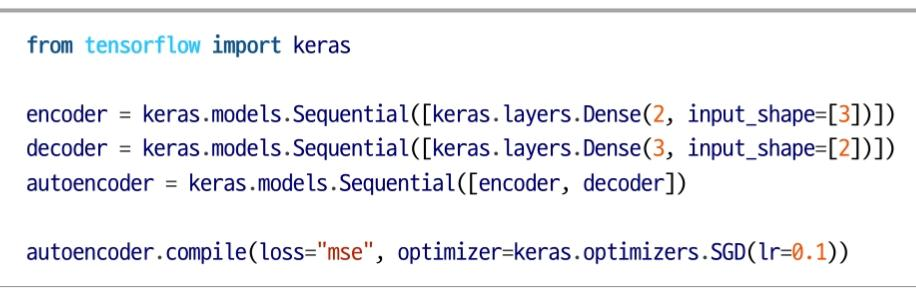 from tensorflow import keras
encoder = keras.models.Sequential([keras.layers.Dense(2, input_shape=[3])])
decoder = keras.models.Sequential([keras.layers.Dense(3, input_shape=[2])])
autoencoder = keras.models.Sequential([encoder, decoder])
autoencoder.compile(loss="mse", optimizer=keras.optimizers.SGD(lr=0.1))